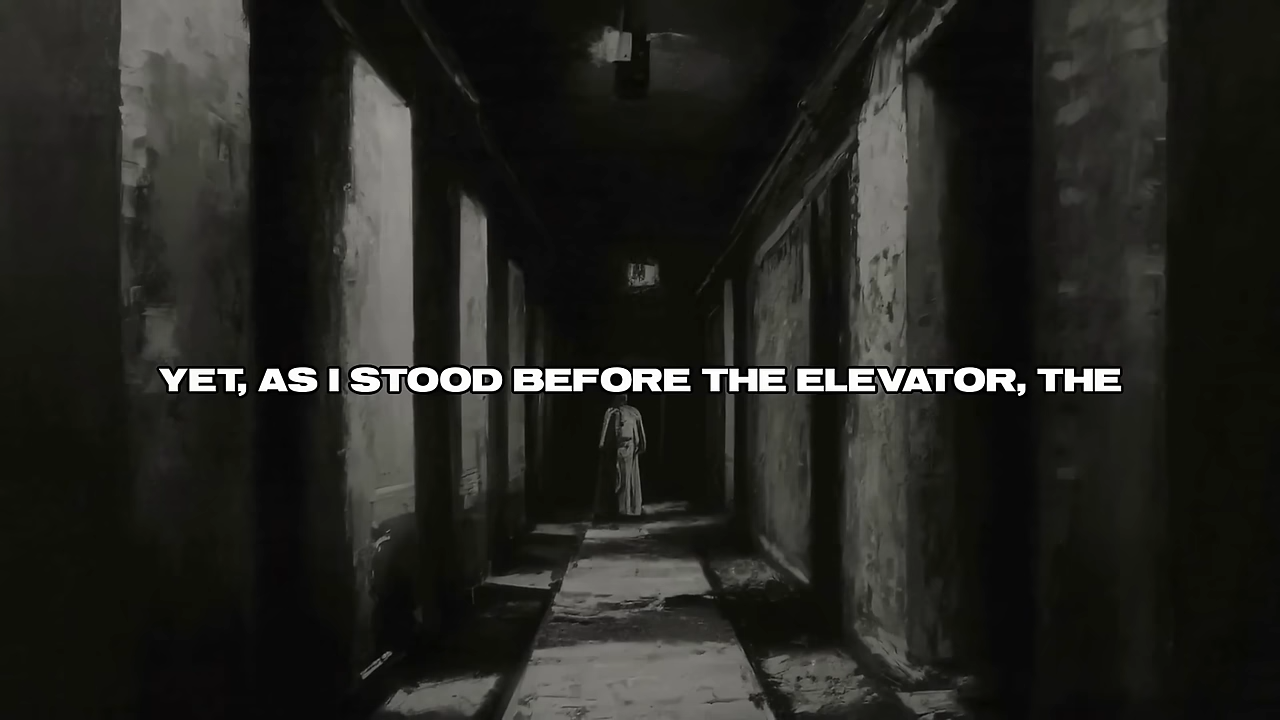 YET, AS I STOOD BEFORE THE ELEVATOR, THE